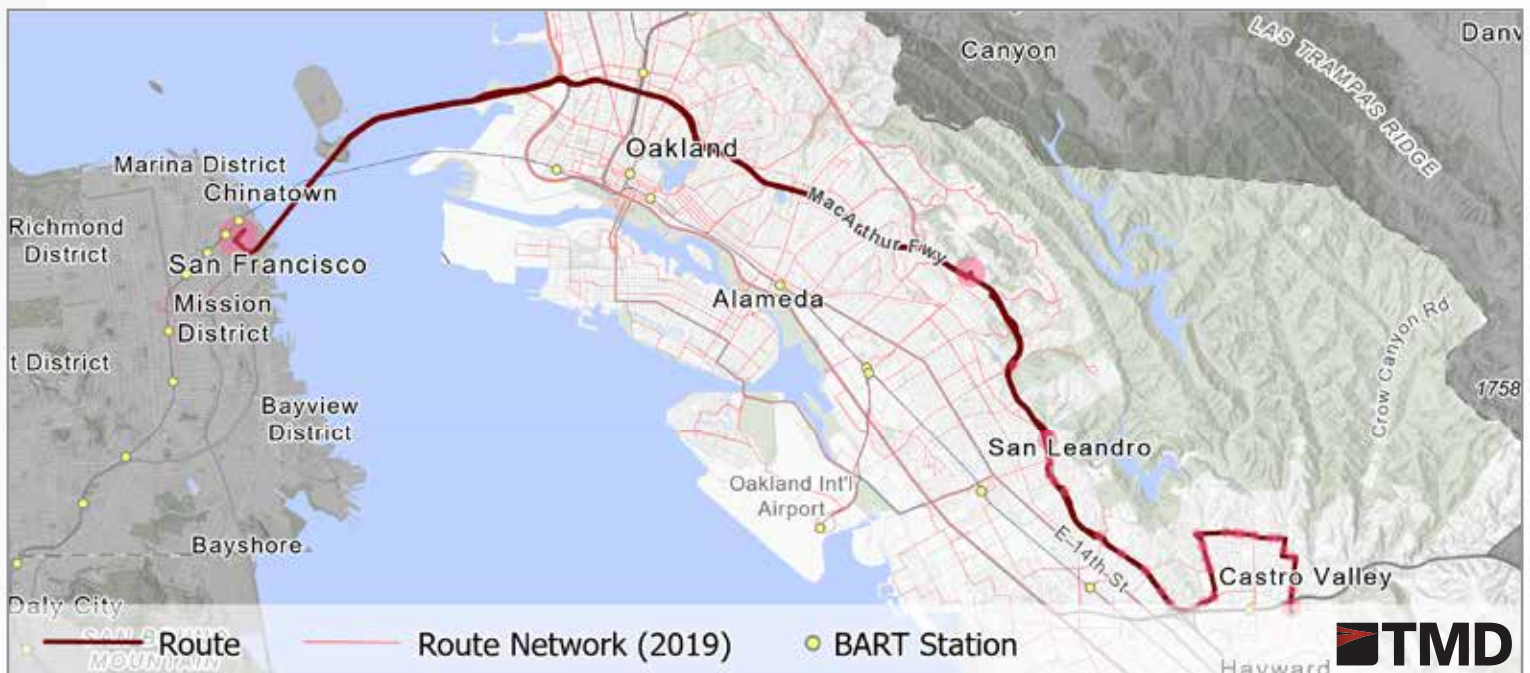 Canyon
Danv
LAS TRAMPAS RIDGE
Marina District
Chinatown
Oakland
Richmond
District
San Francisco
MacArthur Fwy
Mission
District
Alameda
t District
Crow Canyon Rd
1758
Bayview
District
San Leandro
Oakland Int'l
Airport
Bayshore
E-14th St
Castro Valley
Daly City
Route
Route Network (2019)
BART Station
TMD
MOUNTAIN
Hayward